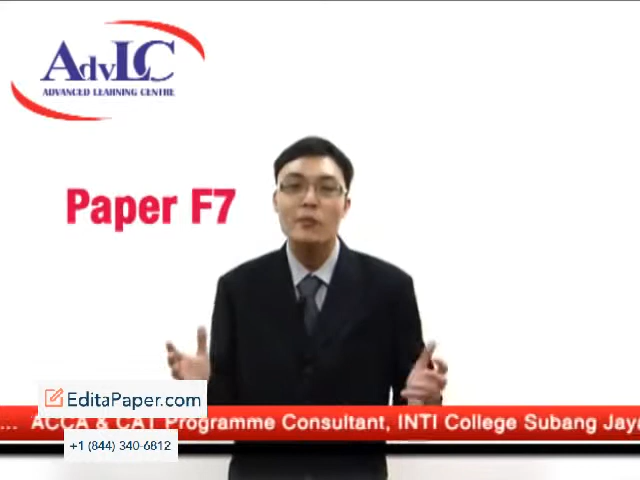 AdvLC
ADVANCED LEARNING CENTRE
Paper F7
EditaPaper.com
... ACCA & CAT Programme Consultant, INTI College Subang Jaya
+1 (844) 340-6812